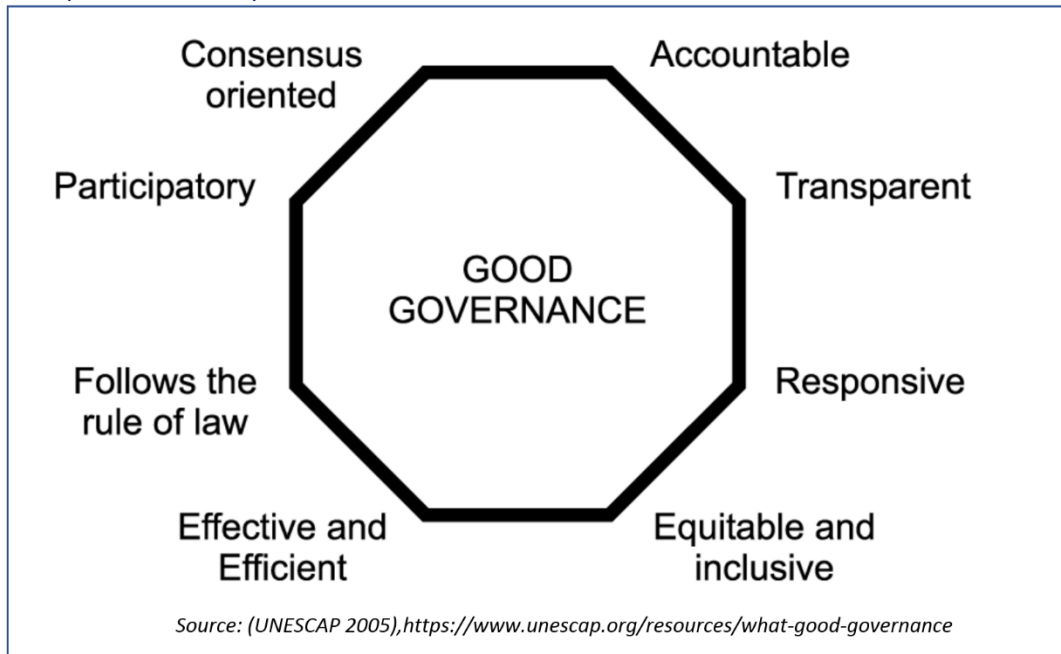 Consensus
oriented
Accountable
Participatory
Transparent
GOOD
GOVERNANCE
Follows the
rule of law
Responsive
Effective and
Efficient
Equitable and
inclusive
Source: (UNESCAP 2005),https://www.unescap.org/resources/what-good-governance